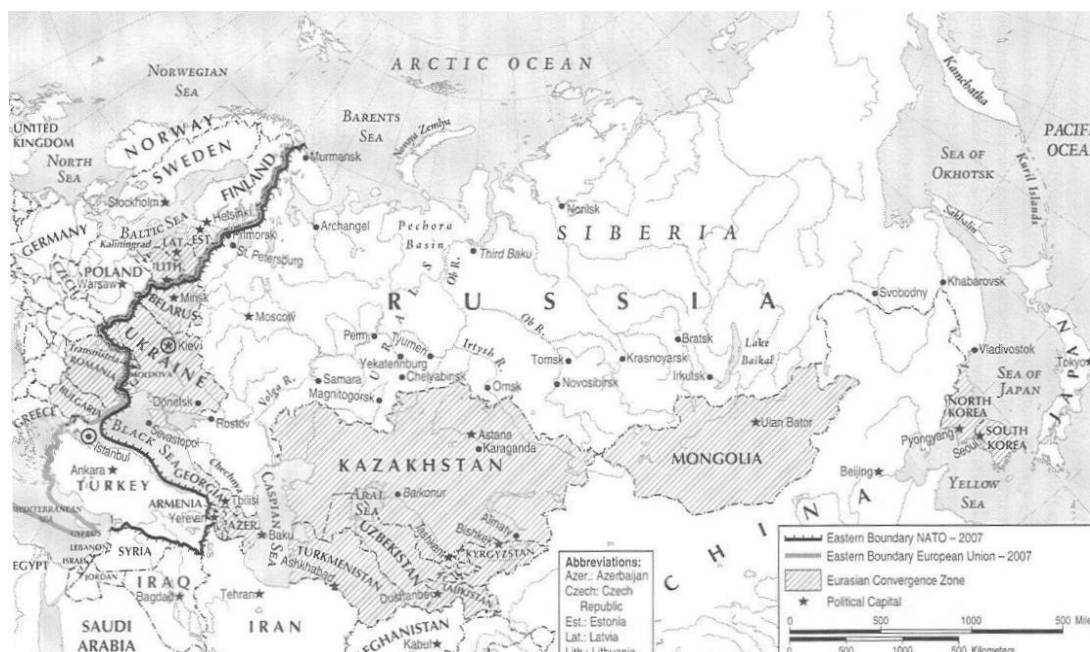 ARCTIC OCEAN
NORWEGIAN
SEA
BARENTS
SEA
Novaya Zemlya
Kamchatka
PACIFIC
OCEAN
UNITED
KINGDOM
NORTH
SEA
NORWAY
SWEDEN
FINLAND
Murmansk
SEA OF
OKHOTSK
Kuril Islands
Sakhalin
Stockholm
Helsinki
BALTIC SEA
Kaliningrad
EST.
LAT.
LITH.
Primorsk
St. Petersburg
Archangel
Pechora
Basin
Ob R.
Third Baku
Norilsk
SIBERIA
GERMANY
POLAND
Warsaw
CZECH
BELARUS
Minsk
Moscow
RUSSIA
URALS
Svobodny
Khabarovsk
UKRAINE
Kiev
Transnistria
ROMANIA
MOLDOVA
HUNGARY
BULGARIA
GREECE
Donetsk
Rostov
Sevastopol
Volga R.
Perm
Tyumen
Yekaterinburg
Chelyabinsk
Samara
Magnitogorsk
Irtysh R.
Ob R.
Omsk
Tomsk
Novosibirsk
Krasnoyarsk
Bratsk
Irkutsk
Lake
Baikal
Vladivostok
SEA OF
JAPAN
JAPAN
Tokyo
NORTH
KOREA
Pyongyang
Seoul
SOUTH
KOREA
YELLOW
SEA
Beijing
Ulan Bator
MONGOLIA
CHINA
Astana
Karaganda
KAZAKHSTAN
Baikonur
ARAL
SEA
BLACK SEA
Istanbul
Ankara
TURKEY
GEORGIA
Chechnya
Tbilisi
ARMENIA
Yerevan
AZER.
Baku
CASPIAN SEA
MEDITERRANEAN
SEA
CYPRUS
LEBANON
ISRAEL
JORDAN
SYRIA
EGYPT
IRAQ
Bagdad
SAUDI
ARABIA
Tehran
IRAN
TURKMENISTAN
Ashkhabad
UZBEKISTAN
Tashkent
Almaty
Bishkek
KYRGYZSTAN
Dushanbe
TAJIKISTAN
AFGHANISTAN
Kabul
Abbreviations:
Azer.: Azerbaijan
Czech: Czech
Republic
Est.: Estonia
Lat.: Latvia
Lith.: Lithuania
Eastern Boundary NATO – 2007
Eastern Boundary European Union – 2007
Eurasian Convergence Zone
Political Capital
0 500 1000 500 Miles
0 500 1000 500 Kilometers